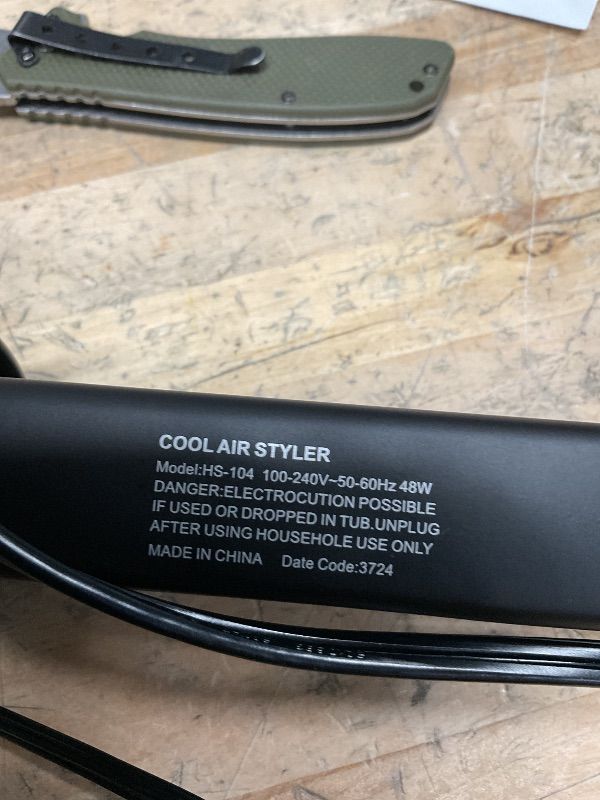 COOL AIR STYLER
Model:HS-104 100-240V~50-60Hz 48W
DANGER:ELECTROCUTION POSSIBLE
IF USED OR DROPPED IN TUB.UNPLUG
AFTER USING HOUSEHOLE USE ONLY
MADE IN CHINA Date Code:3724